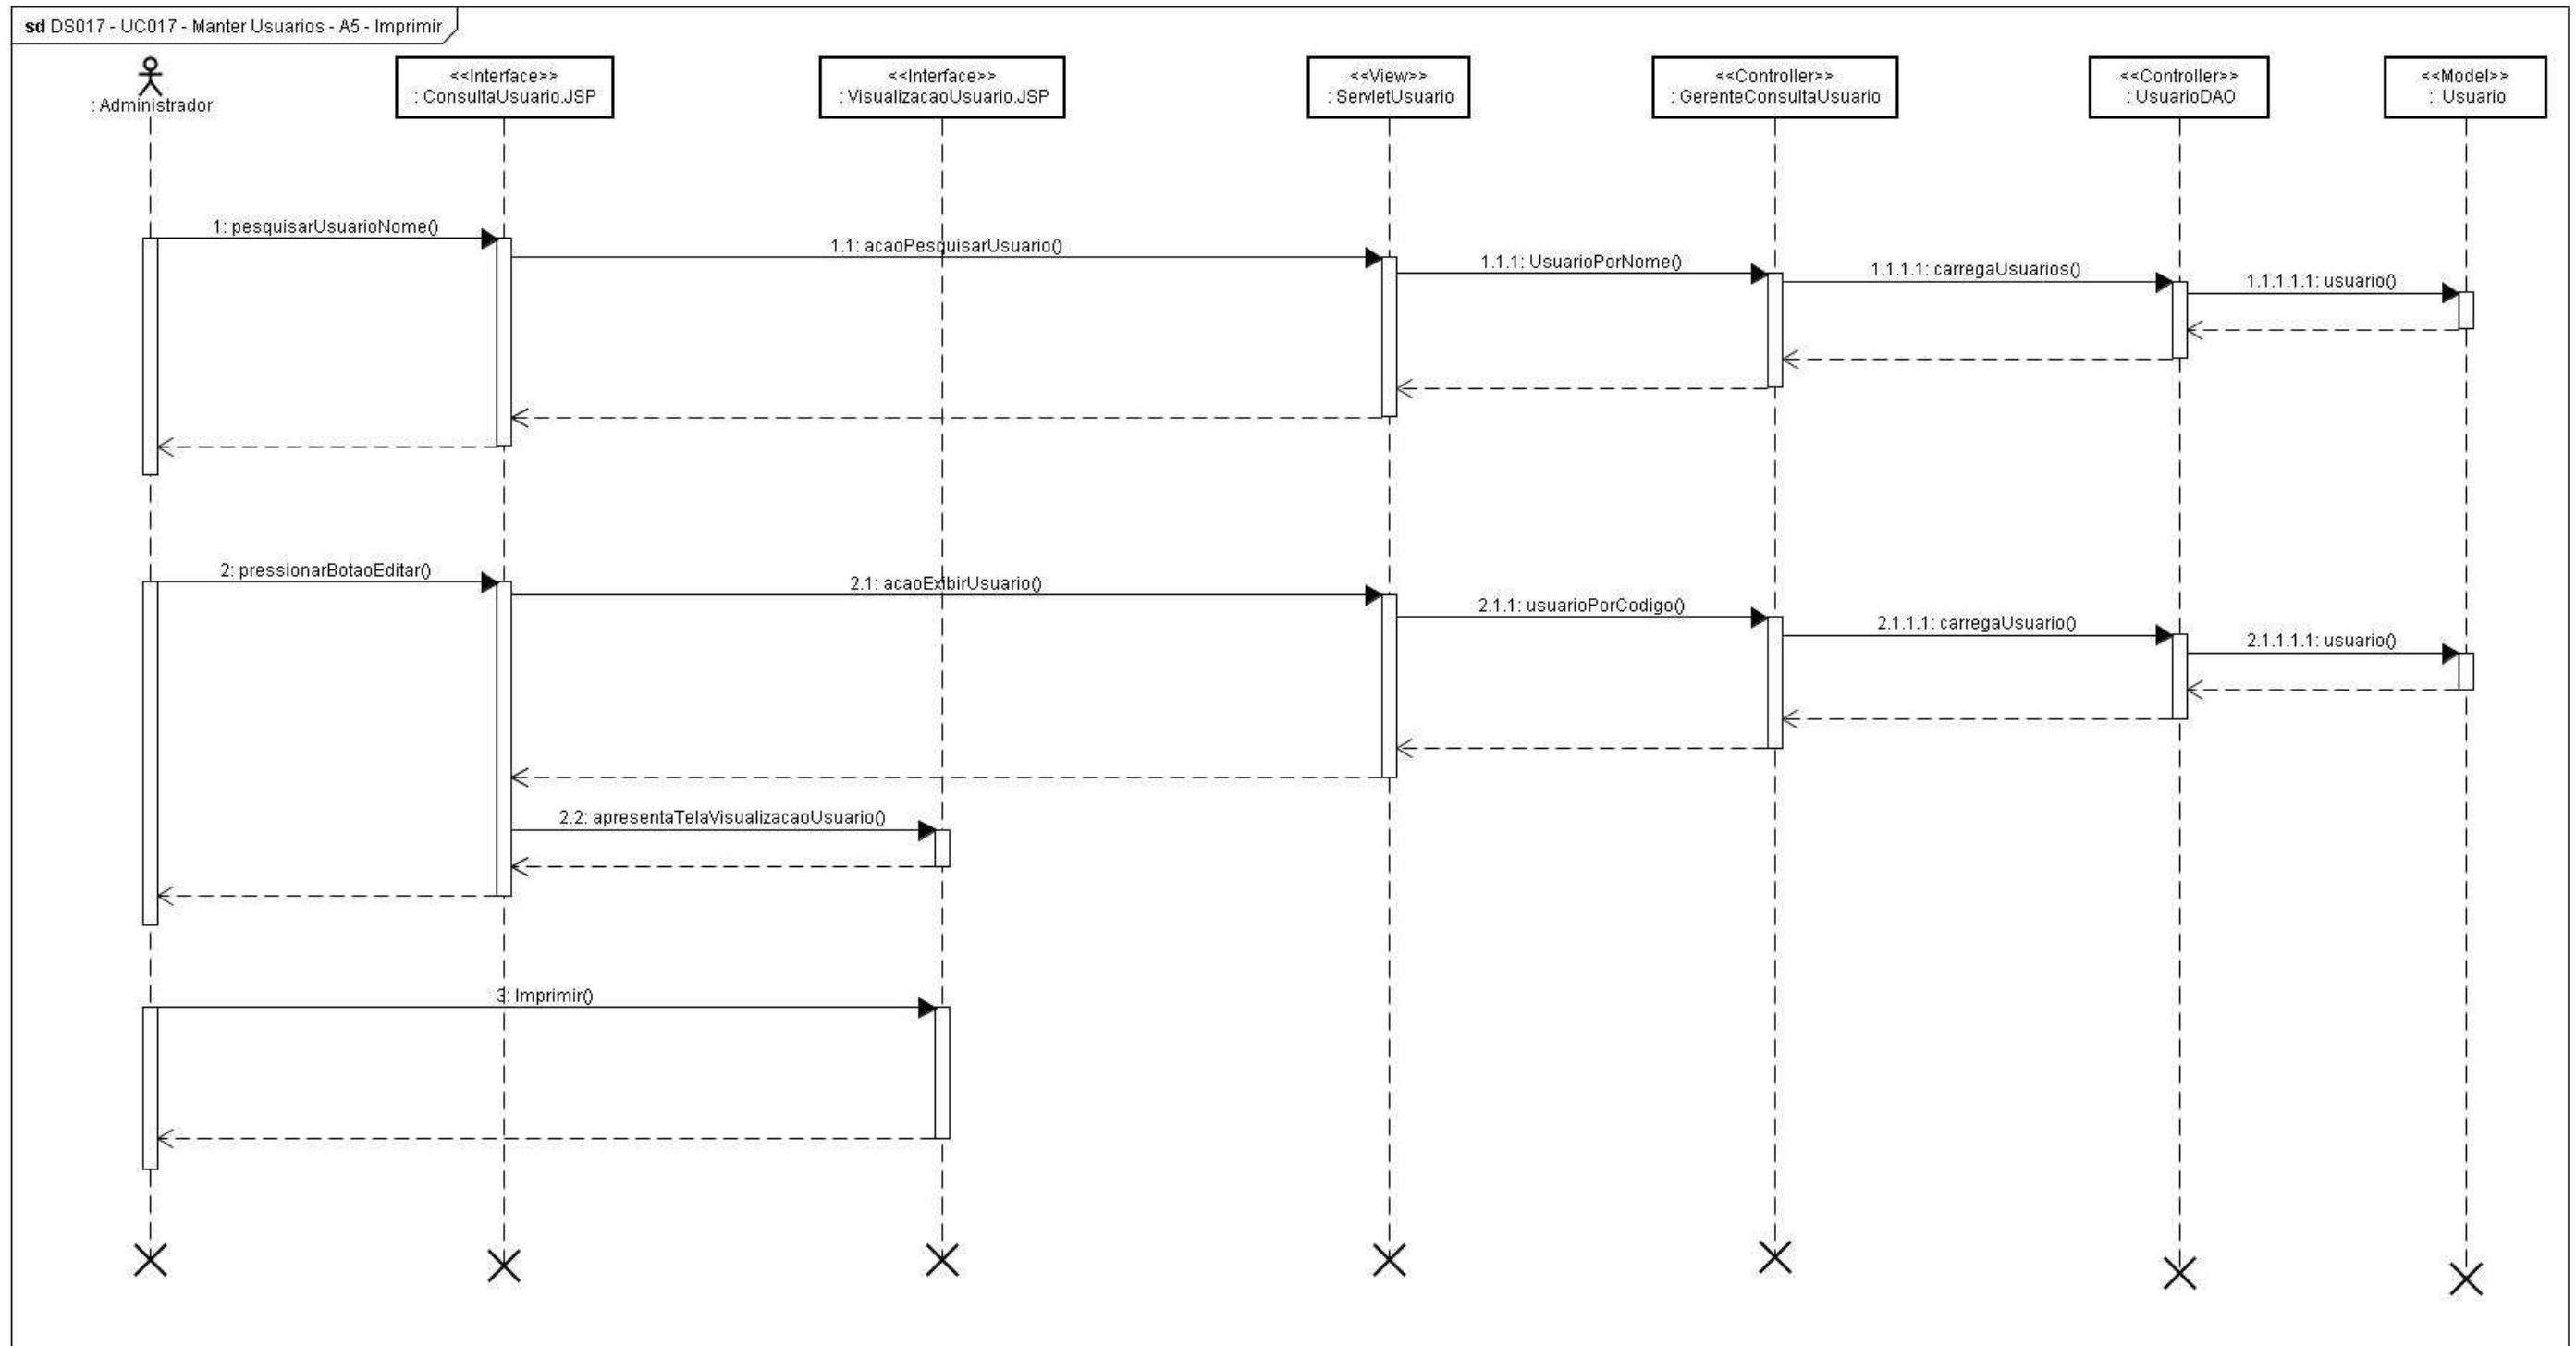 sd DS017 - UC017 - Manter Usuarios - A5 - Imprimir
: Administrador
<<Interface>>
: ConsultaUsuario.JSP
<<Interface>>
: VisualizacaoUsuario.JSP
<<View>>
: ServletUsuario
<<Controller>>
: GerenteConsultaUsuario
<<Controller>>
: UsuarioDAO
<<Model>>
: Usuario
1: pesquisarUsuarioNome()
1.1: acaoPesquisarUsuario()
1.1.1: UsuarioPorNome()
1.1.1.1: carregaUsuarios()
1.1.1.1.1: usuario()
2: pressionarBotaoEditar()
2.1: acaoExibirUsuario()
2.1.1: usuarioPorCodigo()
2.1.1.1: carregaUsuario()
2.1.1.1.1: usuario()
2.2: apresentaTelaVisualizacaoUsuario()
3: Imprimir()